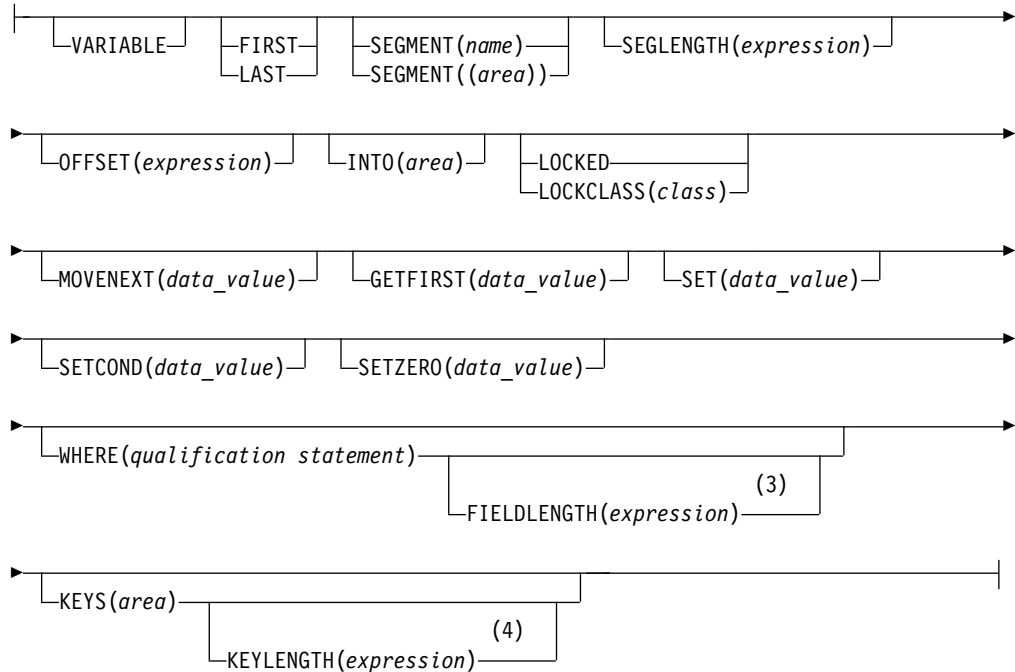 VARIABLE FIRST SEGMENT(name) SEGLENGTH(expression)
LAST SEGMENT((area))
OFFSET(expression) INTO(area) LOCKED
LOCKCLASS(class)
MOVENEXT(data_value) GETFIRST(data_value) SET(data_value)
SETCOND(data_value) SETZERO(data_value)
WHERE(qualification statement)
(3)
FIELDLENGTH(expression)
KEYS(area)
(4)
KEYLENGTH(expression)